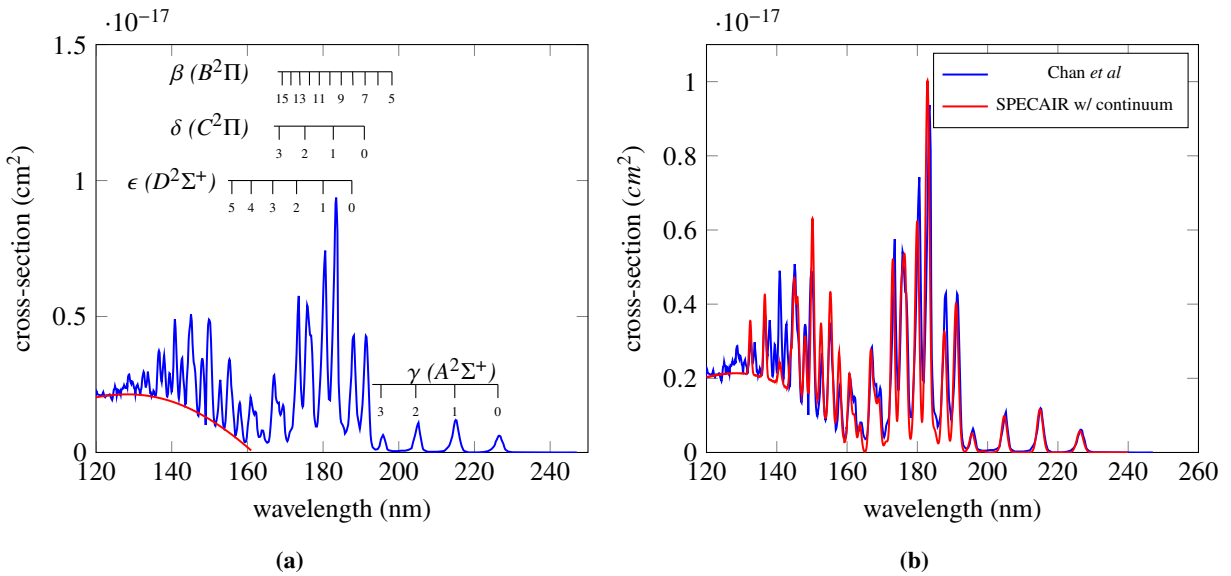 ·10⁻¹⁷
1.5
1
0.5
0
cross-section (cm²)
β (B²Π)
15 13 11 9 7 5
δ (C²Π)
3 2 1 0
ϵ (D²Σ⁺)
5 4 3 2 1 0
γ (A²Σ⁺)
3 2 1 0
120 140 160 180 200 220 240
wavelength (nm)
(a)
·10⁻¹⁷
1
0.8
0.6
0.4
0.2
0
cross-section (cm²)
Chan et al
SPECAIR w/ continuum
120 140 160 180 200 220 240 260
wavelength (nm)
(b)